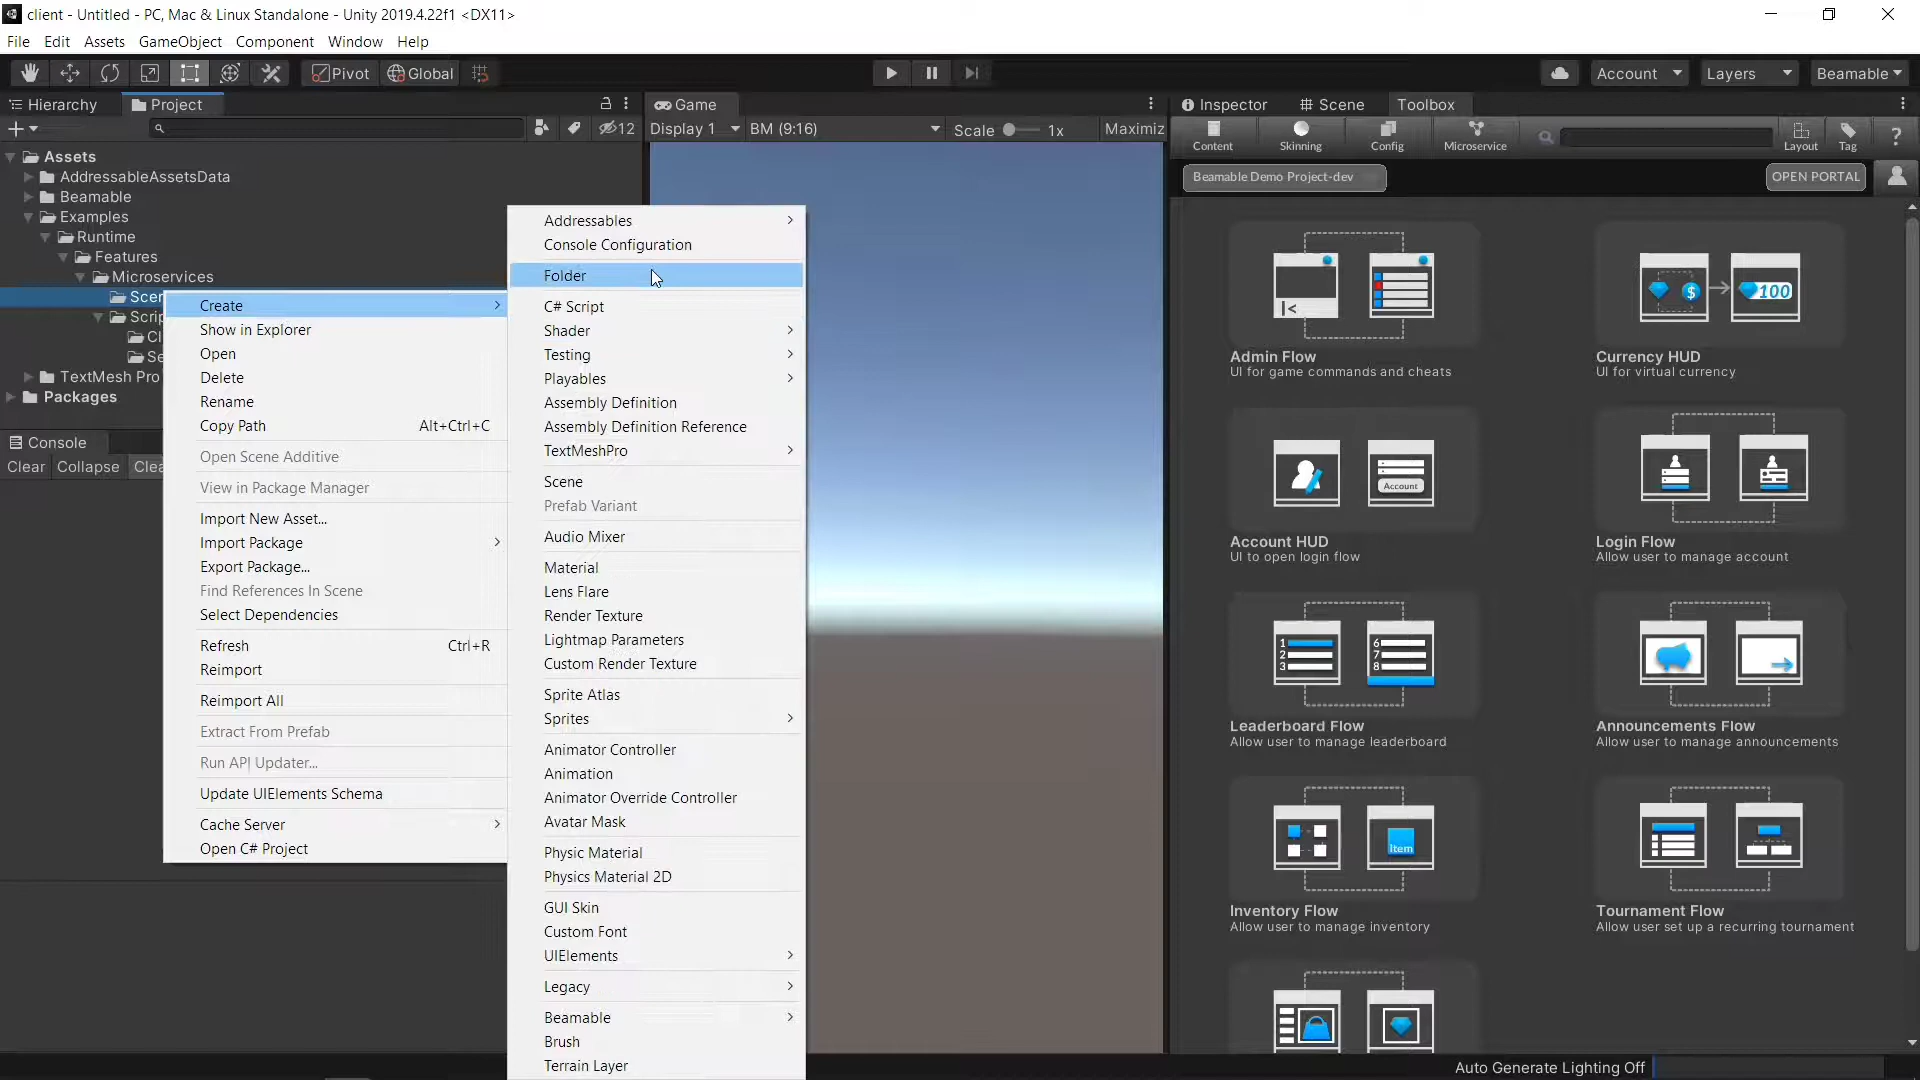 client - Untitled - PC, Mac & Linux Standalone - Unity 2019.4.22f1 <DX11>
File Edit Assets GameObject Component Window Help
Pivot Global
Account Layers Beamable
Hierarchy Project
12
Assets
AddressableAssetsData
Beamable
Examples
Runtime
Features
Microservices
Scer
Scrip
Cl
Se
TextMesh Pro
Packages
Console
Clear Collapse Clea
Create
Show in Explorer
Open
Delete
Rename
Copy Path Alt+Ctrl+C
Open Scene Additive
View in Package Manager
Import New Asset...
Import Package
Export Package...
Find References In Scene
Select Dependencies
Refresh Ctrl+R
Reimport
Reimport All
Extract From Prefab
Run API Updater...
Update UIElements Schema
Cache Server
Open C# Project
Addressables
Console Configuration
Folder
C# Script
Shader
Testing
Playables
Assembly Definition
Assembly Definition Reference
TextMeshPro
Scene
Prefab Variant
Audio Mixer
Material
Lens Flare
Render Texture
Lightmap Parameters
Custom Render Texture
Sprite Atlas
Sprites
Animator Controller
Animation
Animator Override Controller
Avatar Mask
Physic Material
Physics Material 2D
GUI Skin
Custom Font
UIElements
Legacy
Beamable
Brush
Terrain Layer
Game
Display 1 BM (9:16) Scale 1x Maximiz
Inspector Scene Toolbox
Content Skinning Config Microservice Layout Tag ?
Beamable Demo Project-dev OPEN PORTAL
Admin Flow
UI for game commands and cheats
$ 100
Currency HUD
UI for virtual currency
Account
Account HUD
UI to open login flow
Login Flow
Allow user to manage account
1 2 3 6 7 8
Leaderboard Flow
Allow user to manage leaderboard
Announcements Flow
Allow user to manage announcements
Item
Inventory Flow
Allow user to manage inventory
Tournament Flow
Allow user set up a recurring tournament
Auto Generate Lighting Off